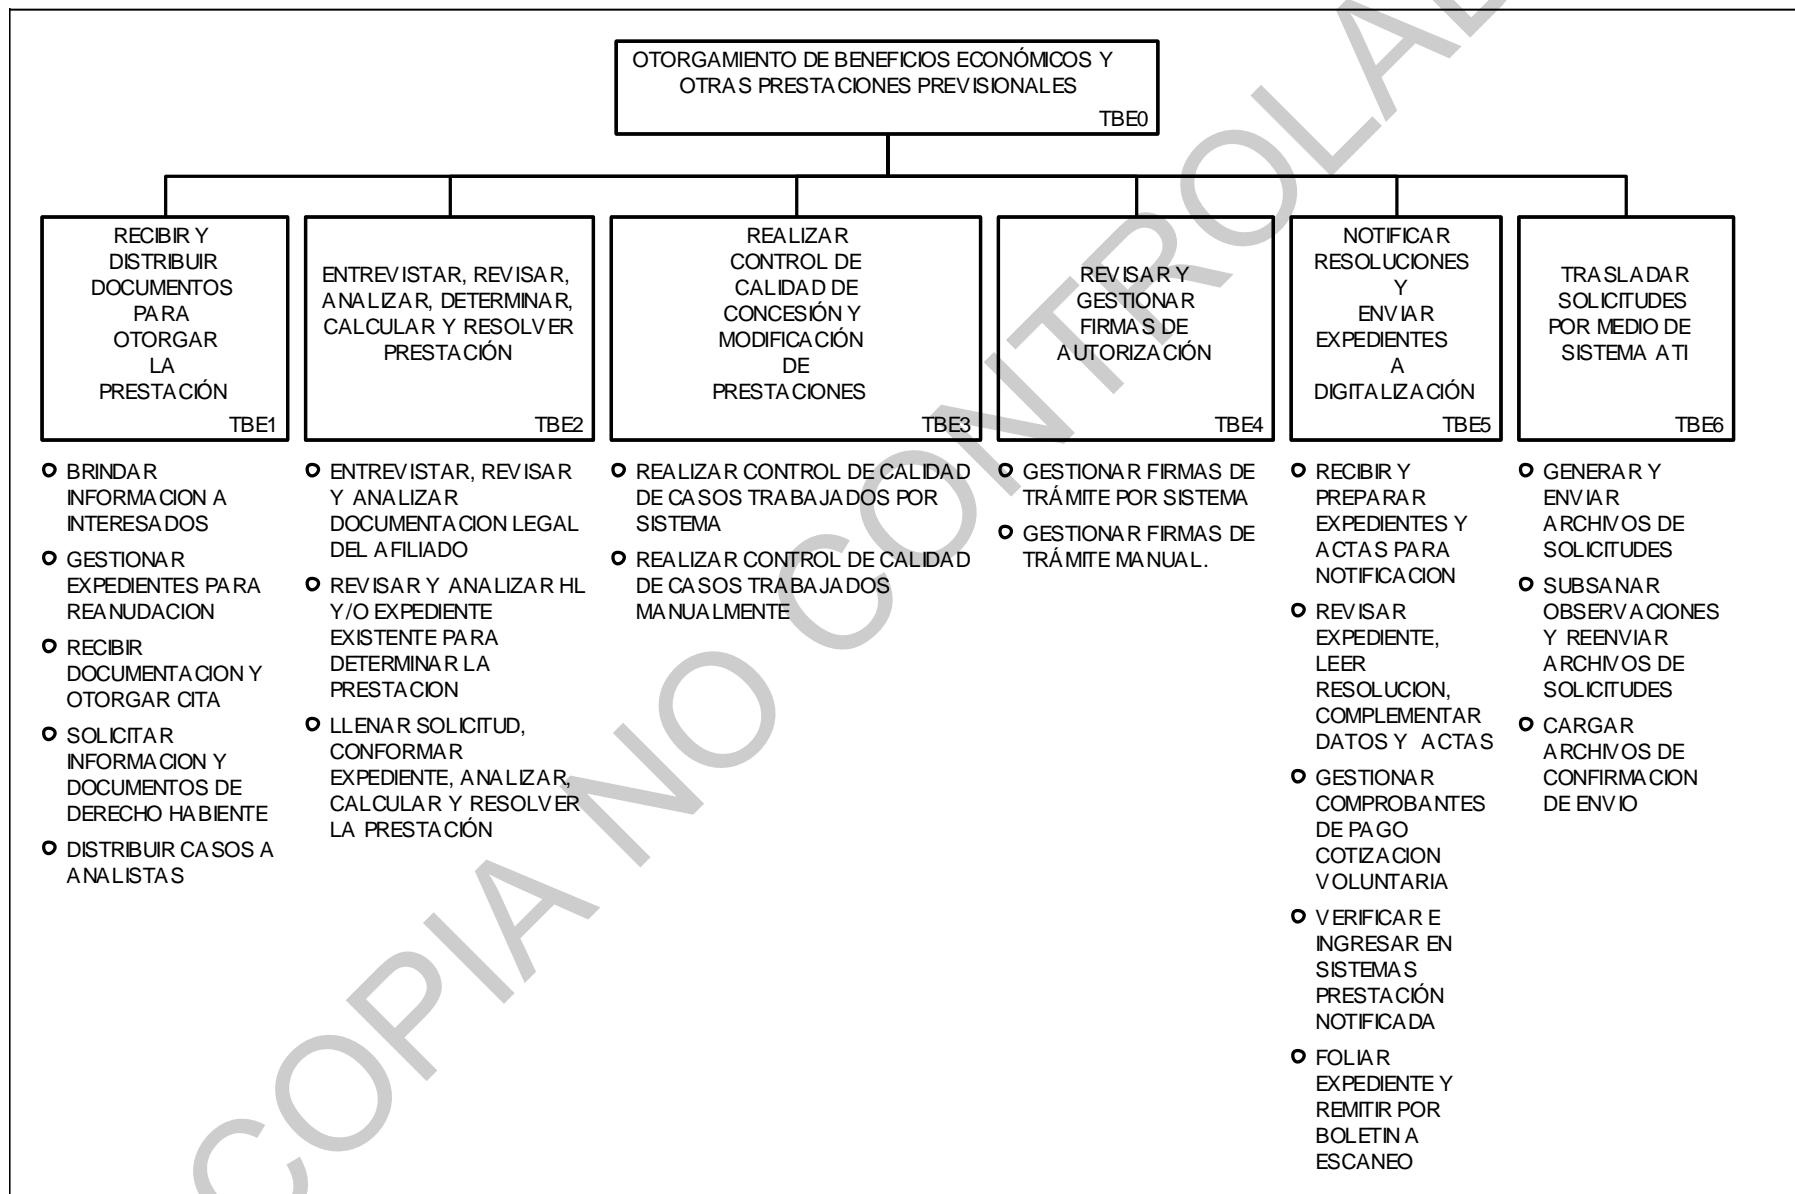 OTORGAMIENTO DE BENEFICIOS ECONÓMICOS Y
OTRAS PRESTACIONES PREVISIONALES
TBE0
RECIBIR Y
DISTRIBUIR
DOCUMENTOS
PARA
OTORGAR
LA
PRESTACIÓN
TBE1
BRINDAR
INFORMACION A
INTERESADOS
GESTIONAR
EXPEDIENTES PARA
REANUDACION
RECIBIR
DOCUMENTACION Y
OTORGAR CITA
SOLICITAR
INFORMACION Y
DOCUMENTOS DE
DERECHO HABIENTE
DISTRIBUIR CASOS A
ANALISTAS
ENTREVISTAR, REVISAR,
ANALIZAR, DETERMINAR,
CALCULAR Y RESOLVER
PRESTACIÓN
TBE2
ENTREVISTAR, REVISAR
Y ANALIZAR
DOCUMENTACION LEGAL
DEL AFILIADO
REVISAR Y ANALIZAR HL
Y/O EXPEDIENTE
EXISTENTE PARA
DETERMINAR LA
PRESTACION
LLENAR SOLICITUD,
CONFORMAR
EXPEDIENTE, ANALIZAR,
CALCULAR Y RESOLVER
LA PRESTACIÓN
REALIZAR
CONTROL DE
CALIDAD DE
CONCESIÓN Y
MODIFICACIÓN
DE
PRESTACIONES
TBE3
REALIZAR CONTROL DE CALIDAD
DE CASOS TRABAJADOS POR
SISTEMA
REALIZAR CONTROL DE CALIDAD
DE CASOS TRABAJADOS
MANUALMENTE
REVISAR Y
GESTIONAR
FIRMAS DE
AUTORIZACIÓN
TBE4
GESTIONAR FIRMAS DE
TRÁMITE POR SISTEMA
GESTIONAR FIRMAS DE
TRÁMITE MANUAL.
NOTIFICAR
RESOLUCIONES
Y
ENVIAR
EXPEDIENTES
A
DIGITALIZACIÓN
TBE5
RECIBIR Y
PREPARAR
EXPEDIENTES Y
ACTAS PARA
NOTIFICACION
REVISAR
EXPEDIENTE,
LEER
RESOLUCION,
COMPLEMENTAR
DATOS Y ACTAS
GESTIONAR
COMPROBANTES
DE PAGO
COTIZACION
VOLUNTARIA
VERIFICAR E
INGRESAR EN
SISTEMAS
PRESTACIÓN
NOTIFICADA
FOLIAR
EXPEDIENTE Y
REMITIR POR
BOLETIN A
ESCANEO
TRASLADAR
SOLICITUDES
POR MEDIO DE
SISTEMA ATI
TBE6
GENERAR Y
ENVIAR
ARCHIVOS DE
SOLICITUDES
SUBSANAR
OBSERVACIONES
Y REENVIAR
ARCHIVOS DE
SOLICITUDES
CARGAR
ARCHIVOS DE
CONFIRMACION
DE ENVIO
COPIA NO CONTROLA